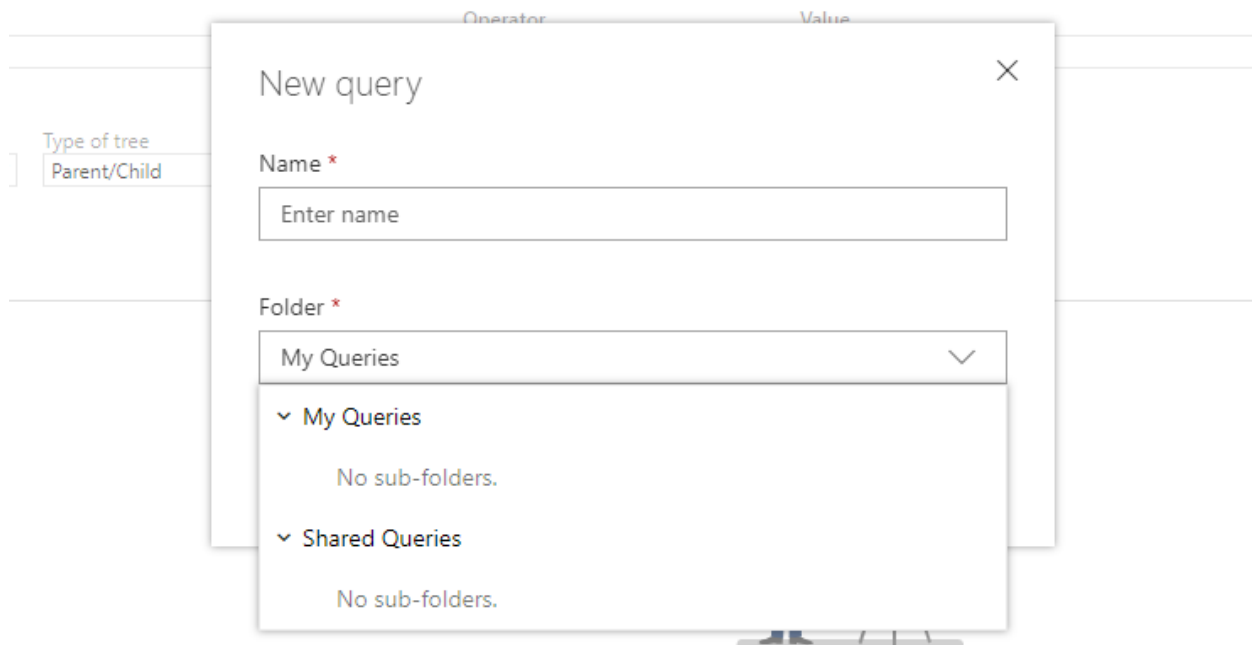 Operator Value
New query
Type of tree
Parent/Child
Name *
Enter name
Folder *
My Queries
My Queries
No sub-folders.
Shared Queries
No sub-folders.